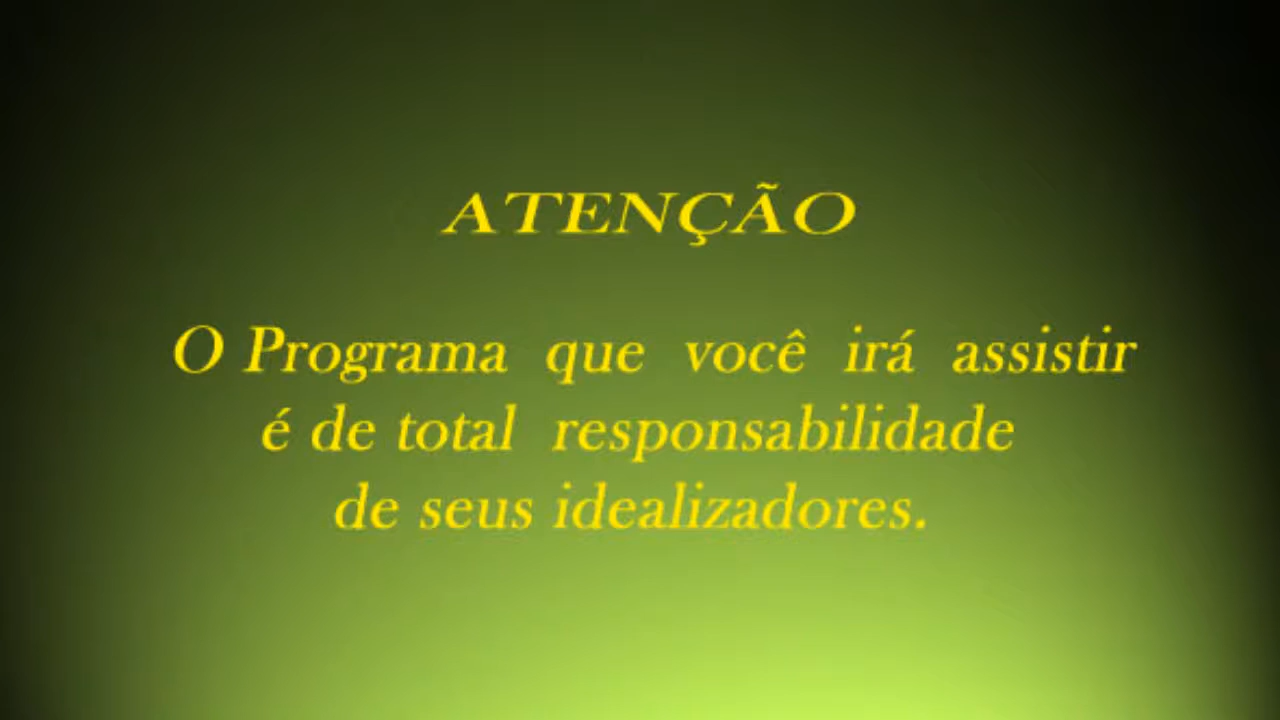 ATENÇÃO
O Programa que você irá assistir
é de total responsabilidade
de seus idealizadores.